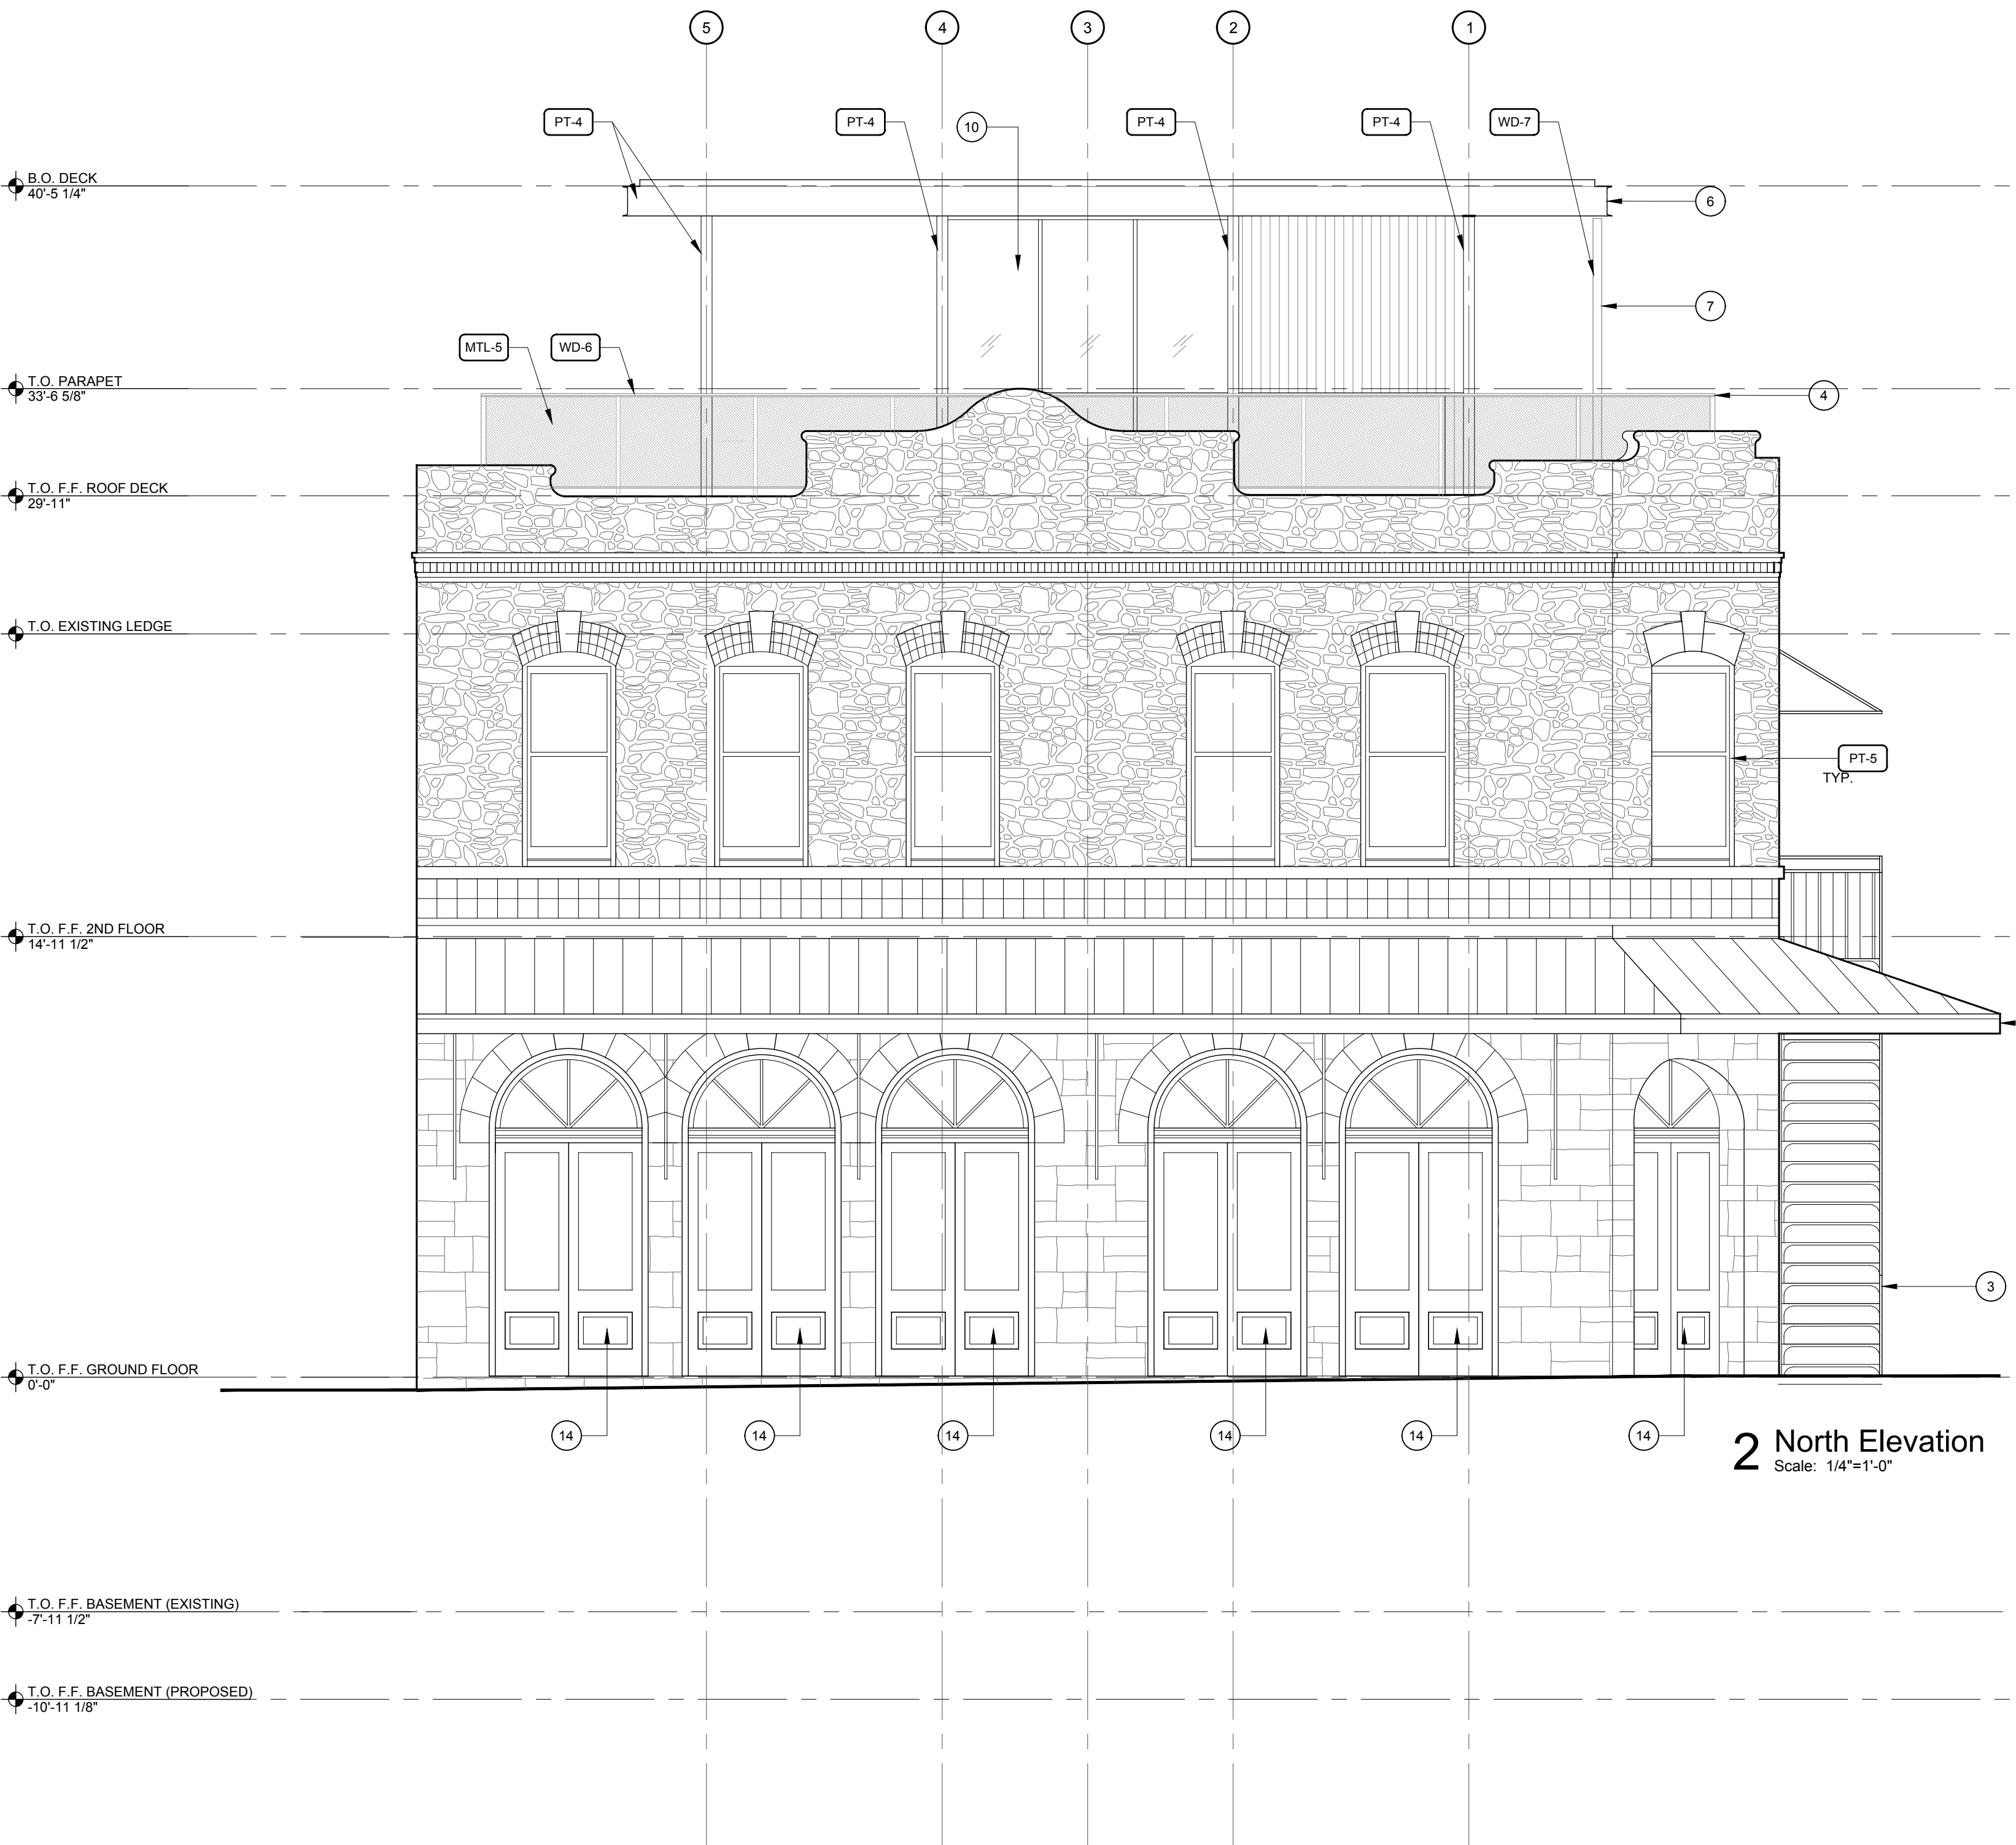 5
4
3
2
1
PT-4
PT-4
10
PT-4
PT-4
WD-7
B.O. DECK
40'-5 1/4"
6
7
MTL-5
WD-6
T.O. PARAPET
33'-6 5/8"
4
T.O. F.F. ROOF DECK
29'-11"
T.O. EXISTING LEDGE
PT-5
TYP.
T.O. F.F. 2ND FLOOR
14'-11 1/2"
3
T.O. F.F. GROUND FLOOR
0'-0"
14
14
14
14
14
14
2 North Elevation
Scale: 1/4"=1'-0"
T.O. F.F. BASEMENT (EXISTING)
-7'-11 1/2"
T.O. F.F. BASEMENT (PROPOSED)
-10'-11 1/8"